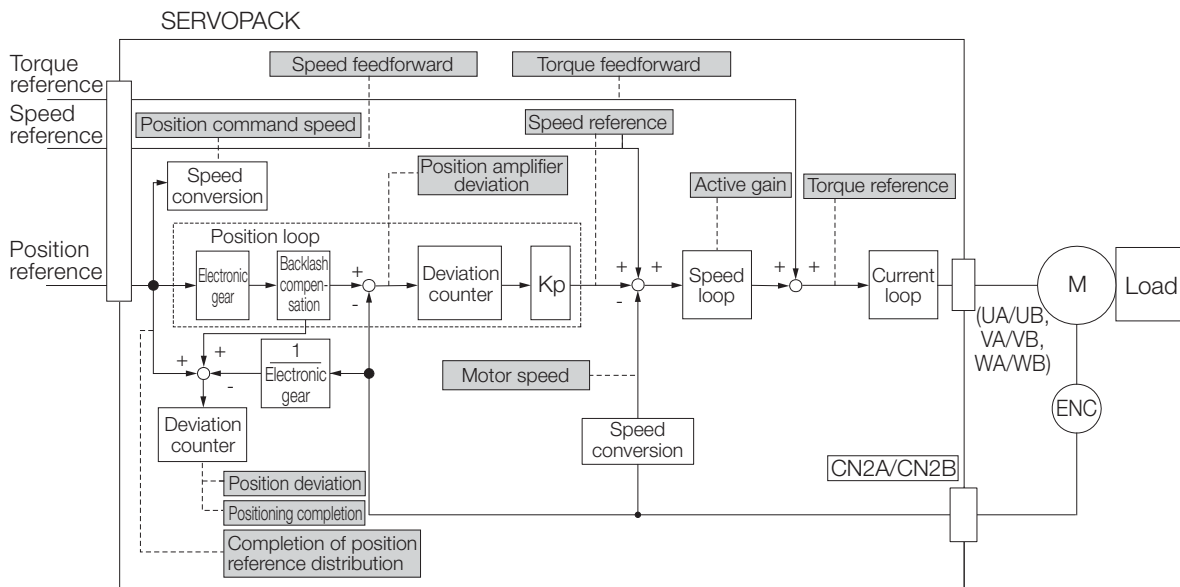 SERVOPACK
Torque
reference
Speed
reference
Position
reference
Speed feedforward
Torque feedforward
Position command speed
Speed reference
Speed
conversion
Position amplifier
deviation
Active gain
Torque reference
Position loop
Electronic
gear
Backlash
compen-
sation
+
-
Deviation
counter
Kp
+
+
-
Speed
loop
+
+
Current
loop
M
Load
(UA/UB,
VA/VB,
WA/WB)
+
+
-
1
Electronic
gear
Motor speed
ENC
Deviation
counter
Speed
conversion
CN2A/CN2B
Position deviation
Positioning completion
Completion of position
reference distribution